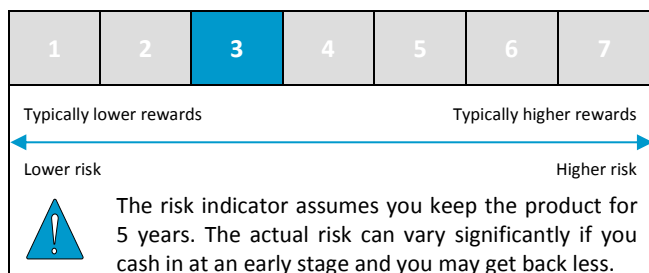 1 2 3 4 5 6 7
Typically lower rewards Typically higher rewards
Lower risk Higher risk
The risk indicator assumes you keep the product for
5 years. The actual risk can vary significantly if you
cash in at an early stage and you may get back less.